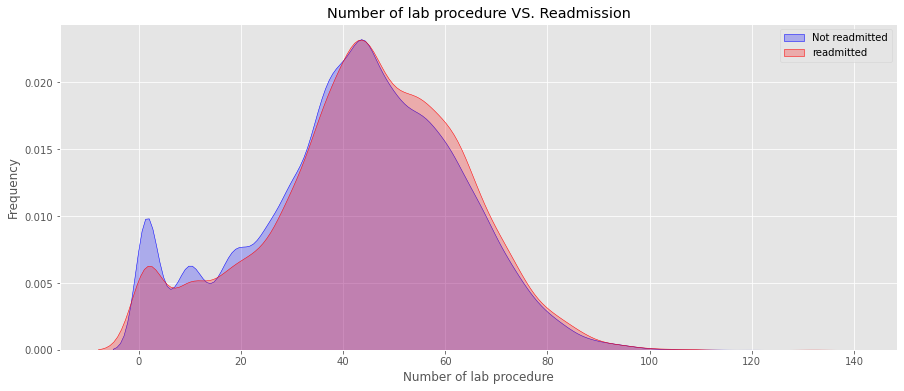 Number of lab procedure VS. Readmission
Not readmitted
readmitted
0.020
0.015
0.010
0.005
0.000
Frequency
0 20 40 60 80 100 120 140
Number of lab procedure